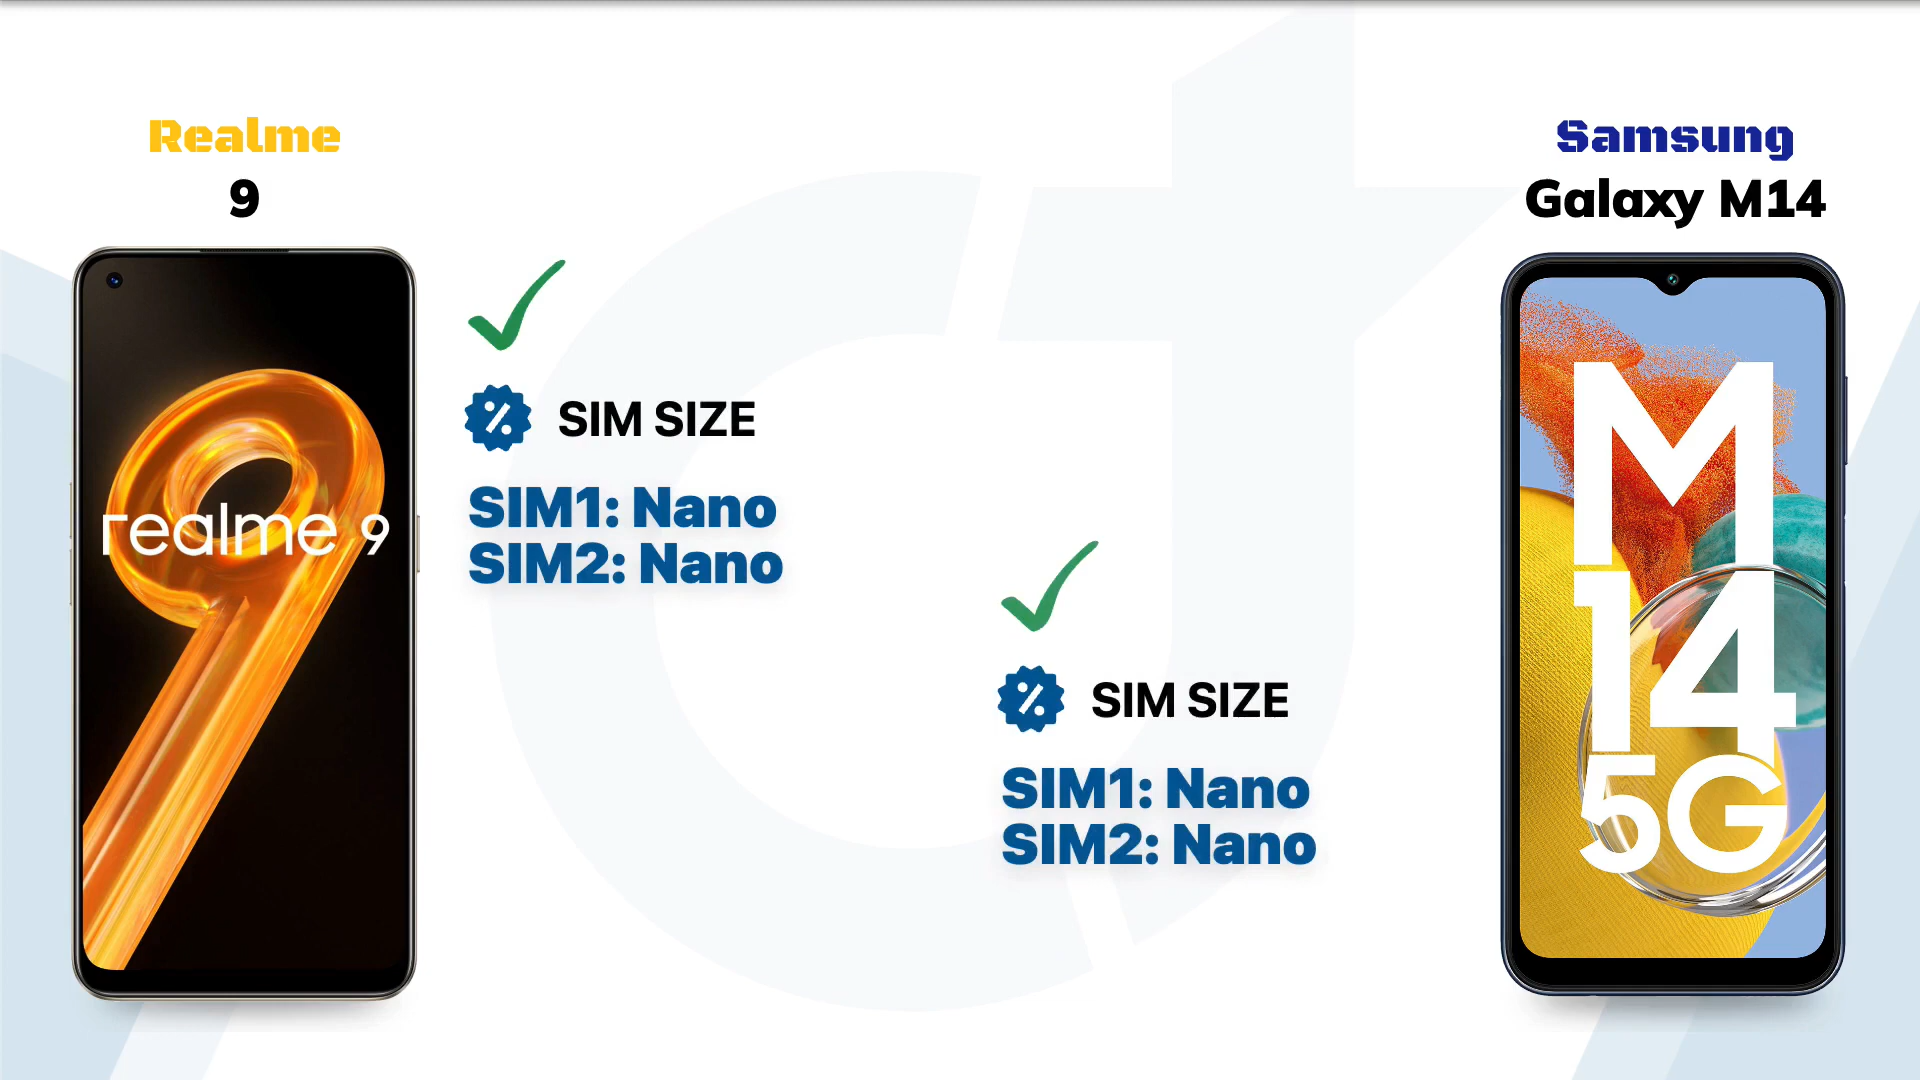 Realme
9
realme 9
SIM SIZE
SIM1: Nano
SIM2: Nano
SIM SIZE
SIM1: Nano
SIM2: Nano
Samsung
Galaxy M14
M
14
5G